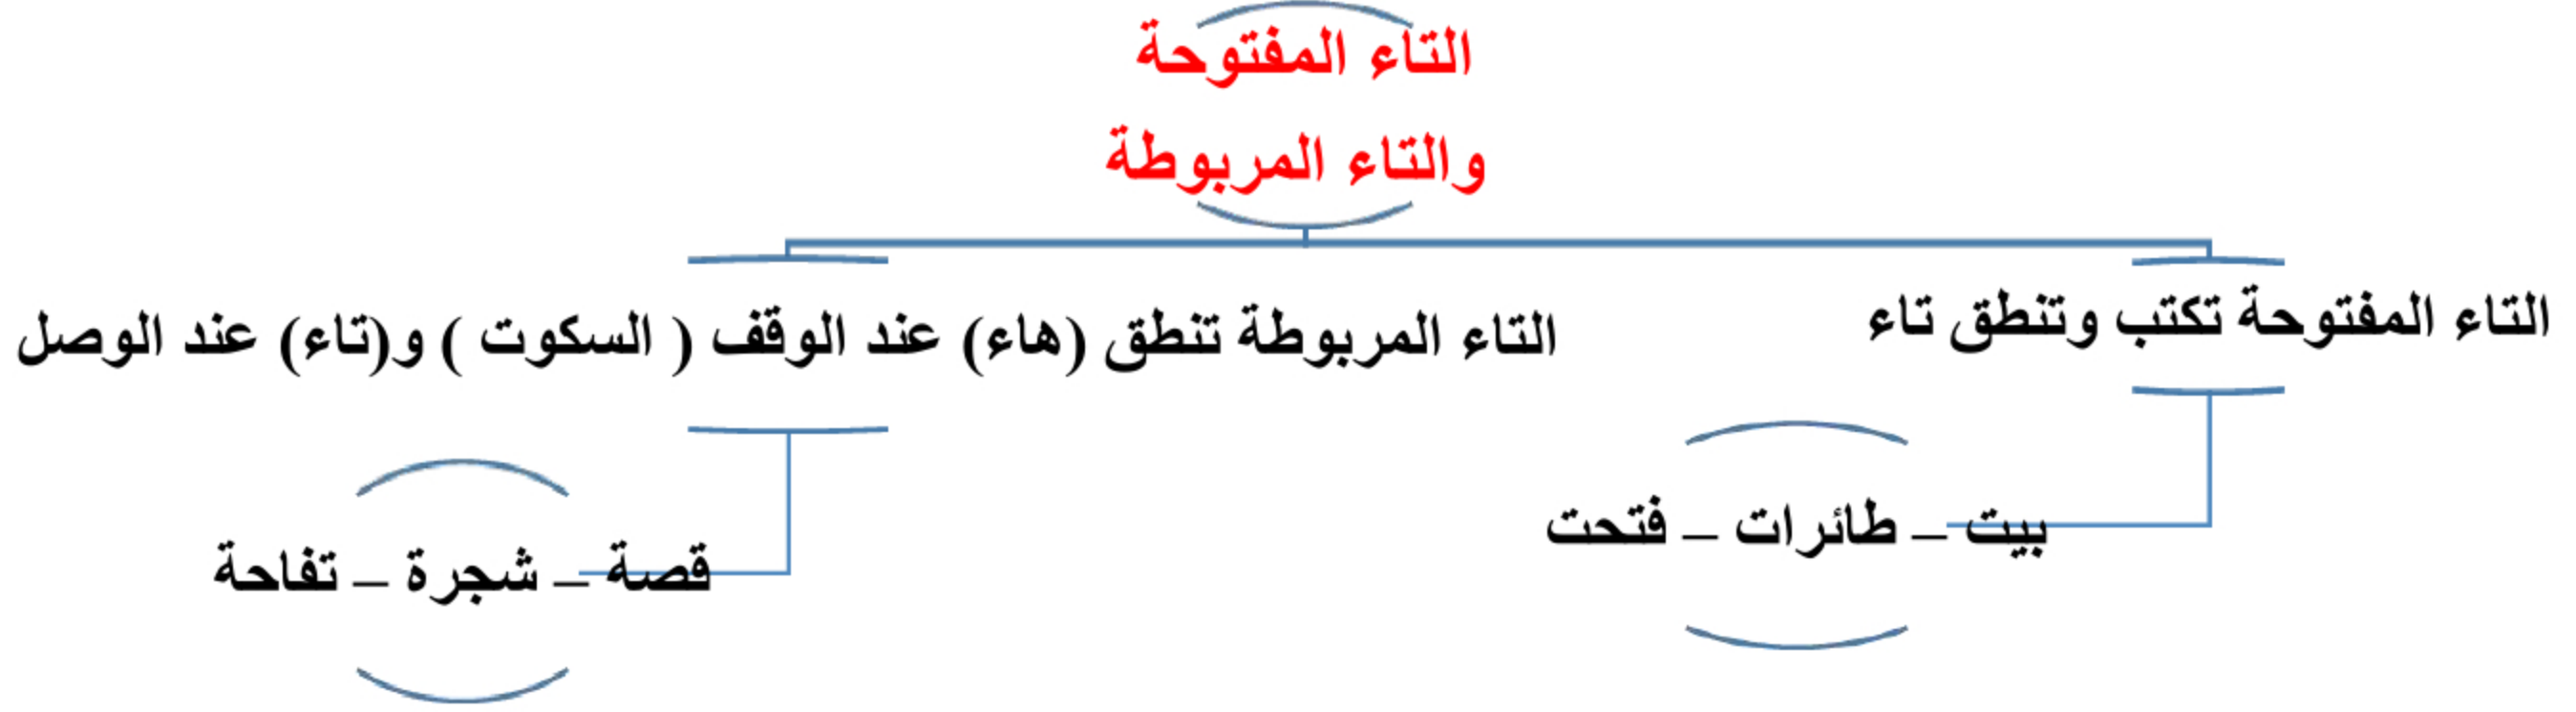 التاء المفتوحة
والتاء المربوطة
التاء المفتوحة تكتب وتنطق تاء
بيت – طائرات – فتحت
التاء المربوطة تنطق (هاء) عند الوقف ( السكوت ) و(تاء) عند الوصل
قصة – شجرة – تفاحة